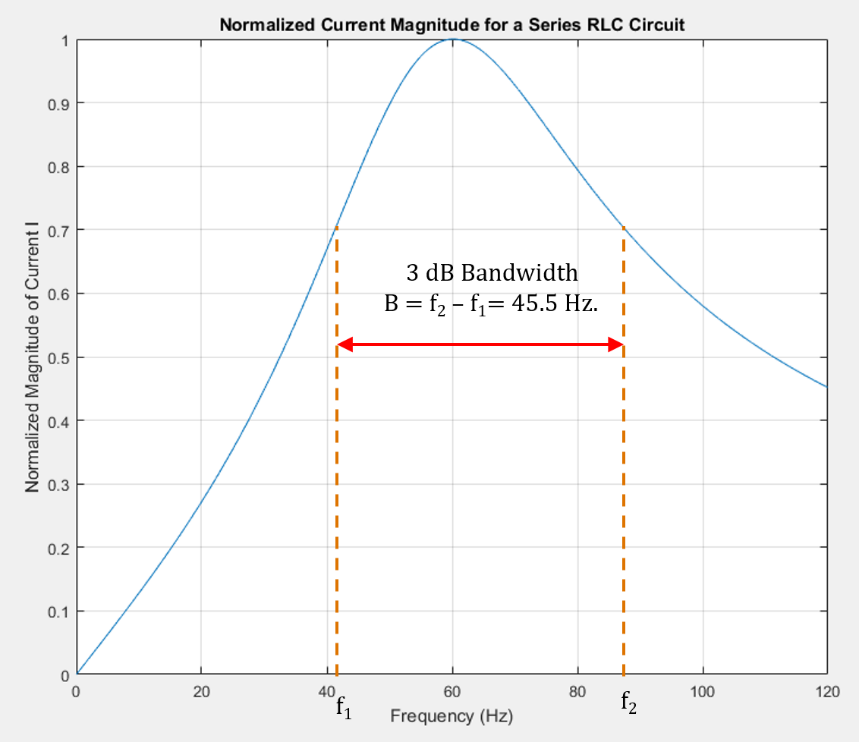 Normalized Current Magnitude for a Series RLC Circuit
1
0.9
0.8
0.7
0.6
0.5
0.4
0.3
0.2
0.1
0
Normalized Magnitude of Current I
3 dB Bandwidth
B = f₂ – f₁= 45.5 Hz.
0 20 40 60 80 100 120
f₁ f₂
Frequency (Hz)